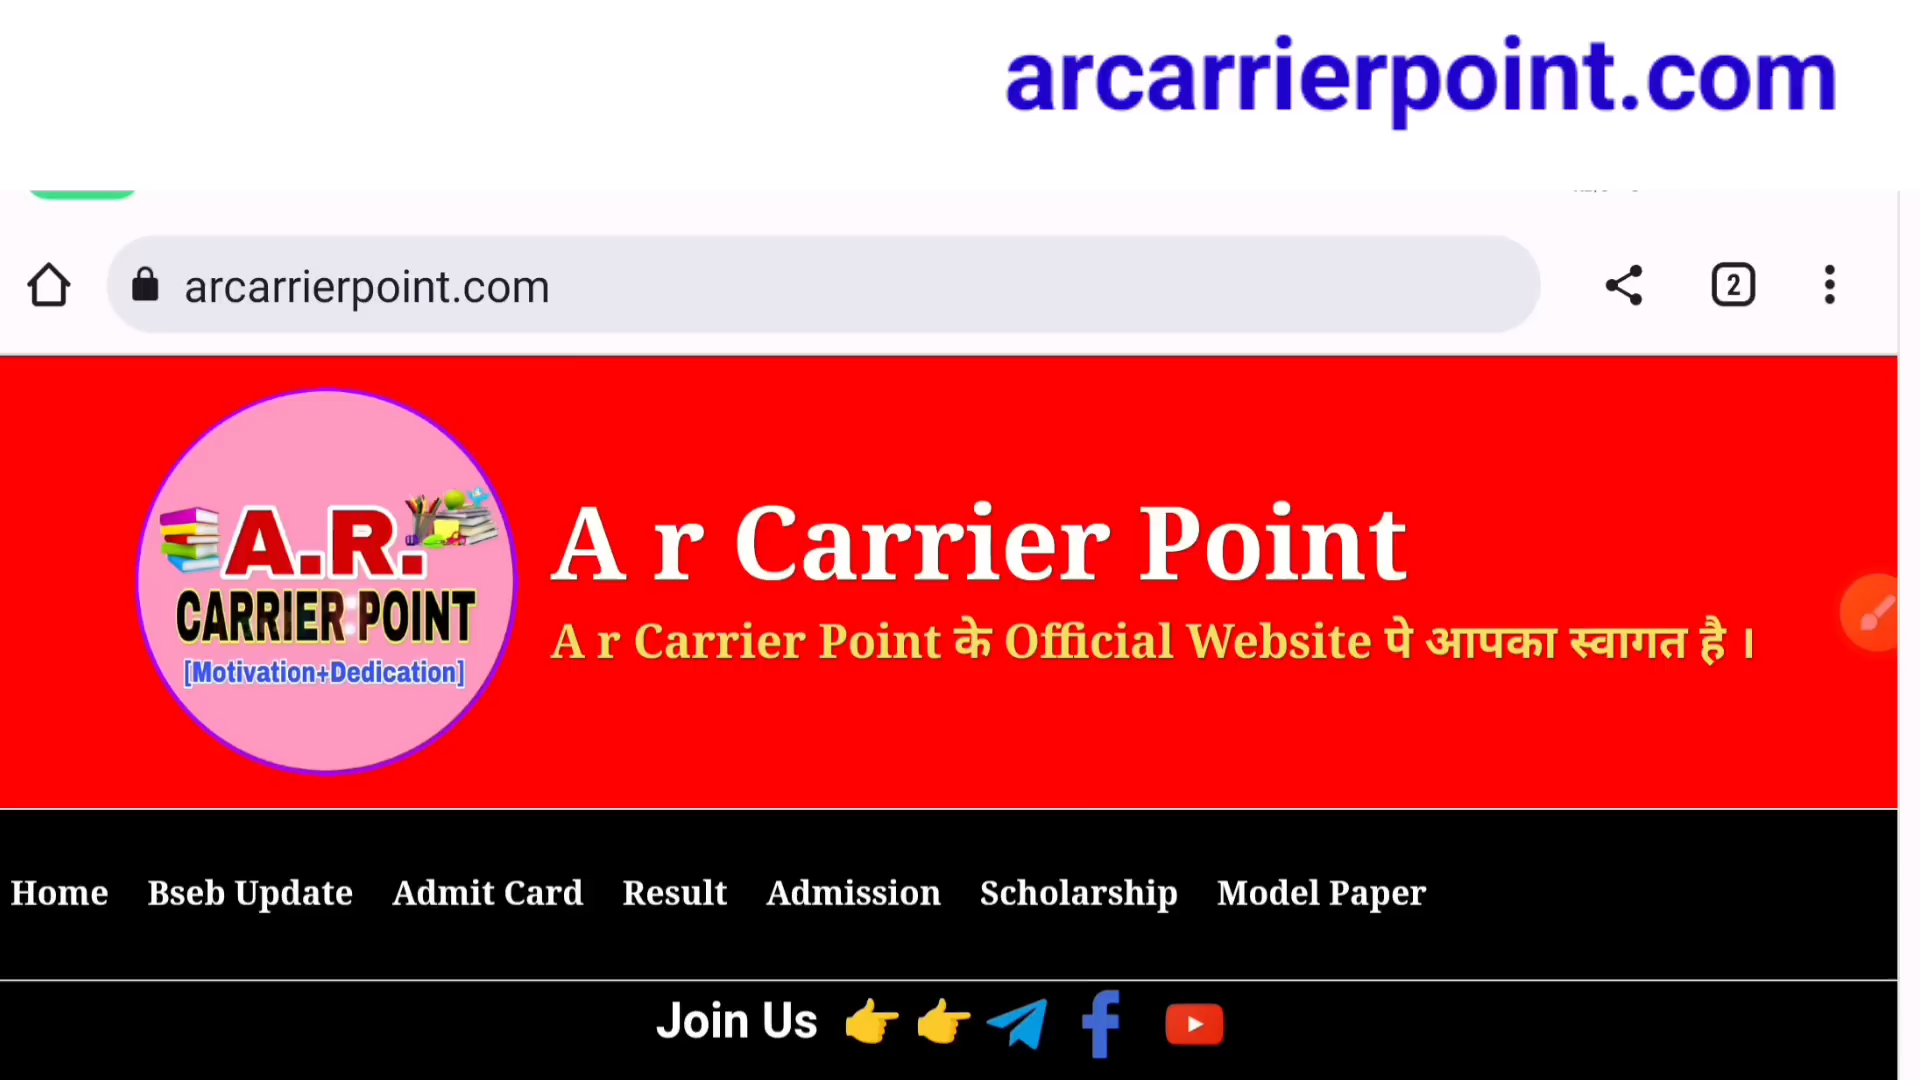 arcarrierpoint.com
arcarrierpoint.com
2
A.R.
CARRIER POINT
[Motivation+Dedication]
A r Carrier Point
A r Carrier Point के Official Website पे आपका स्वागत है ।
Home Bseb Update Admit Card Result Admission Scholarship Model Paper
Join Us